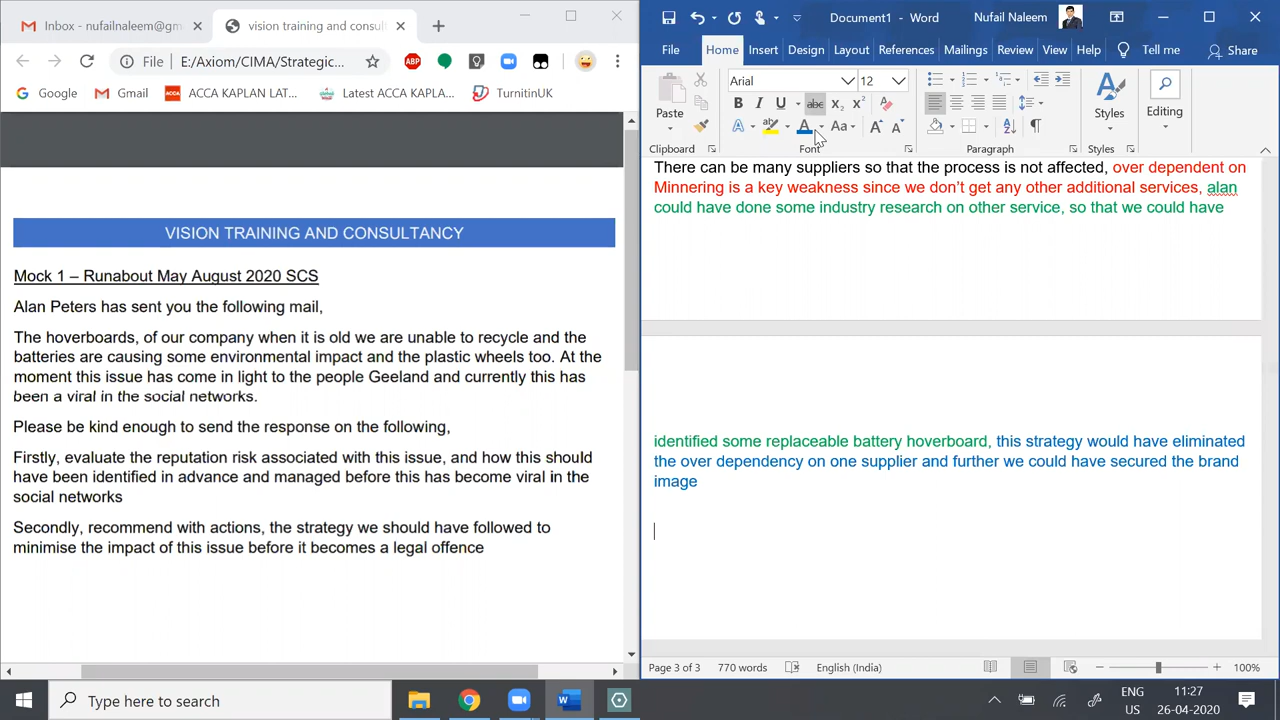 Inbox - nufailnaleem@gm
vision training and consult
File E:/Axiom/CIMA/Strategic...
ABP
Google Gmail ACCA KAPLAN LAT... Latest ACCA KAPLA... TurnitinUK
VISION TRAINING AND CONSULTANCY
Mock 1 – Runabout May August 2020 SCS
Alan Peters has sent you the following mail,
The hoverboards, of our company when it is old we are unable to recycle and the
batteries are causing some environmental impact and the plastic wheels too. At the
moment this issue has come in light to the people Geeland and currently this has
been a viral in the social networks.
Please be kind enough to send the response on the following,
Firstly, evaluate the reputation risk associated with this issue, and how this should
have been identified in advance and managed before this has become viral in the
social networks
Secondly, recommend with actions, the strategy we should have followed to
minimise the impact of this issue before it becomes a legal offence
Document1 - Word Nufail Naleem
File Home Insert Design Layout References Mailings Review View Help Tell me Share
Paste
Clipboard
Arial 12
B I U abc X2 X2
A Aa A A
Font
Paragraph
Styles
Styles
Editing
There can be many suppliers so that the process is not affected, over dependent on
Minnering is a key weakness since we don't get any other additional services, alan
could have done some industry research on other service, so that we could have
identified some replaceable battery hoverboard, this strategy would have eliminated
the over dependency on one supplier and further we could have secured the brand
image
Page 3 of 3 770 words English (India) 100%
Type here to search
ENG
US
11:27
26-04-2020